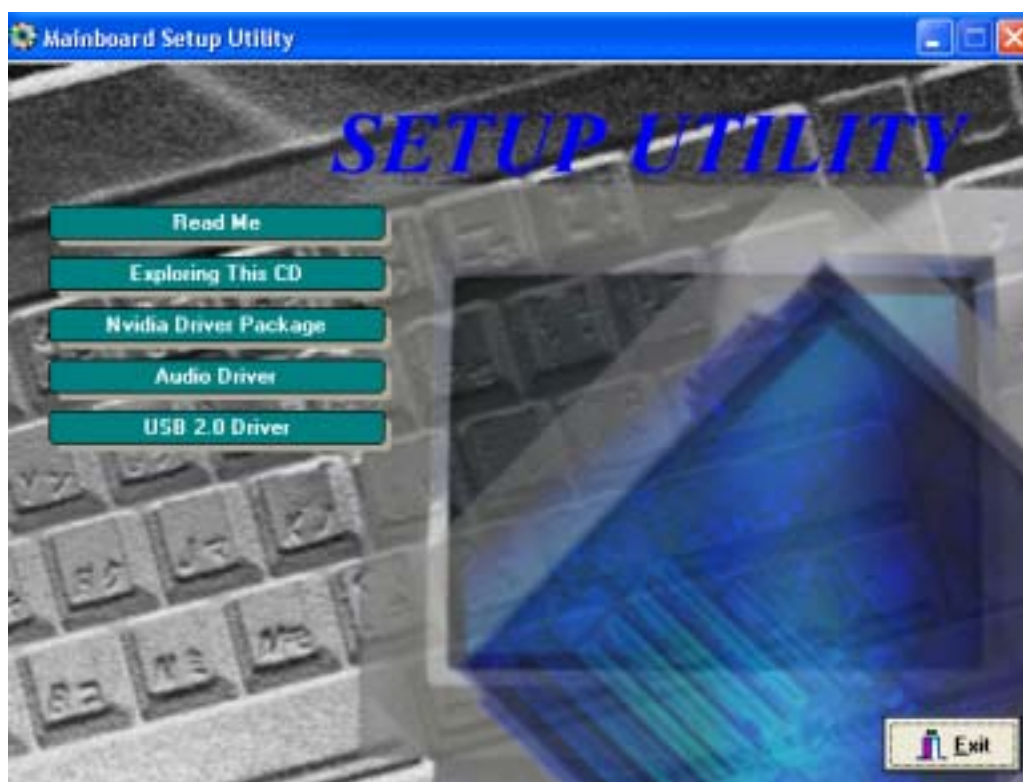 Mainboard Setup Utility
SETUP UTILITY
Read Me
Exploring This CD
Nvidia Driver Package
Audio Driver
USB 2.0 Driver
Exit